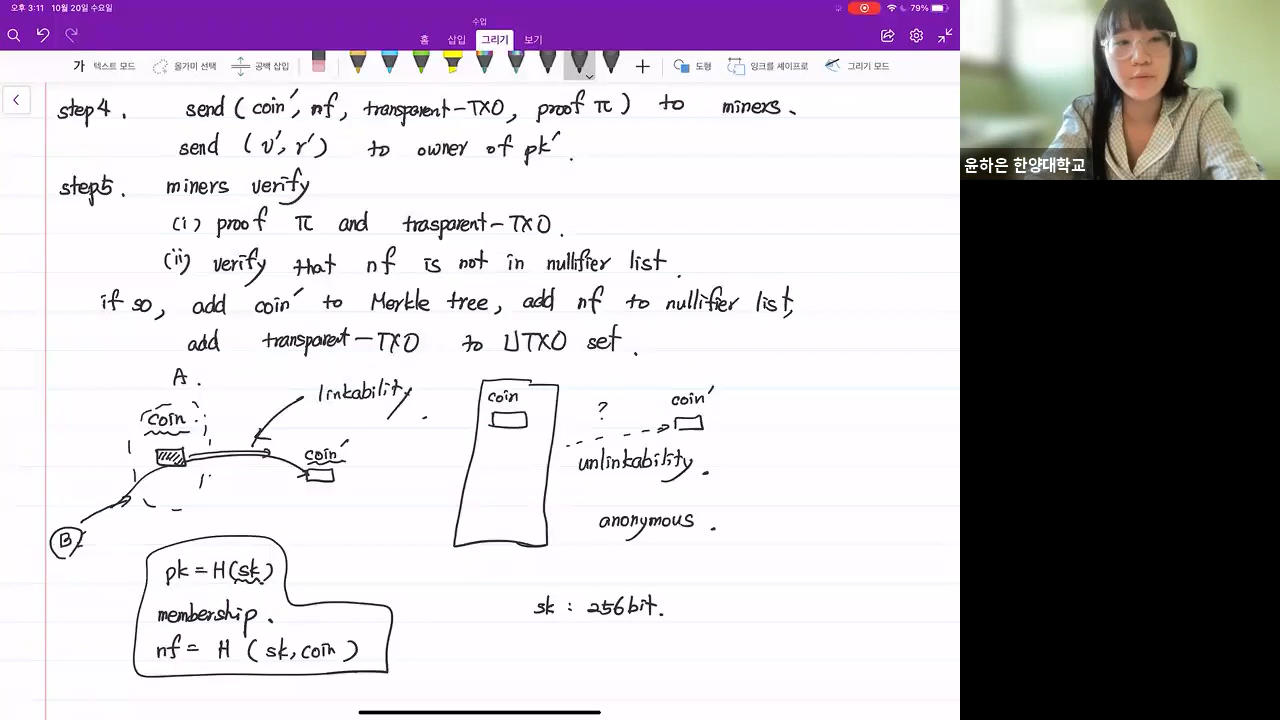 오후 3:11 10월 20일 수요일
79%
수업
홈 삽입 그리기 보기
가 텍스트 모드 올가미 선택 공백 삽입 도형 잉크를 셰이프로 그리기 모드
step 4. send (coin′, nf, transparent-TXO, proof π) to miners.
send (v′, r′) to owner of pk′.
step5. miners verify
(i) proof π and trasparent-TXO.
(ii) verify that nf is not in nullifier list.
if so, add coin′ to Merkle tree, add nf to nullifier list,
add transparent-TXO to UTXO set.
A.
coin
linkability.
coin′
B
coin
?
coin′
unlinkability.
anonymous.
pk = H(sk)
membership.
nf = H (sk, coin)
sk : 256bit.
윤하은 한양대학교